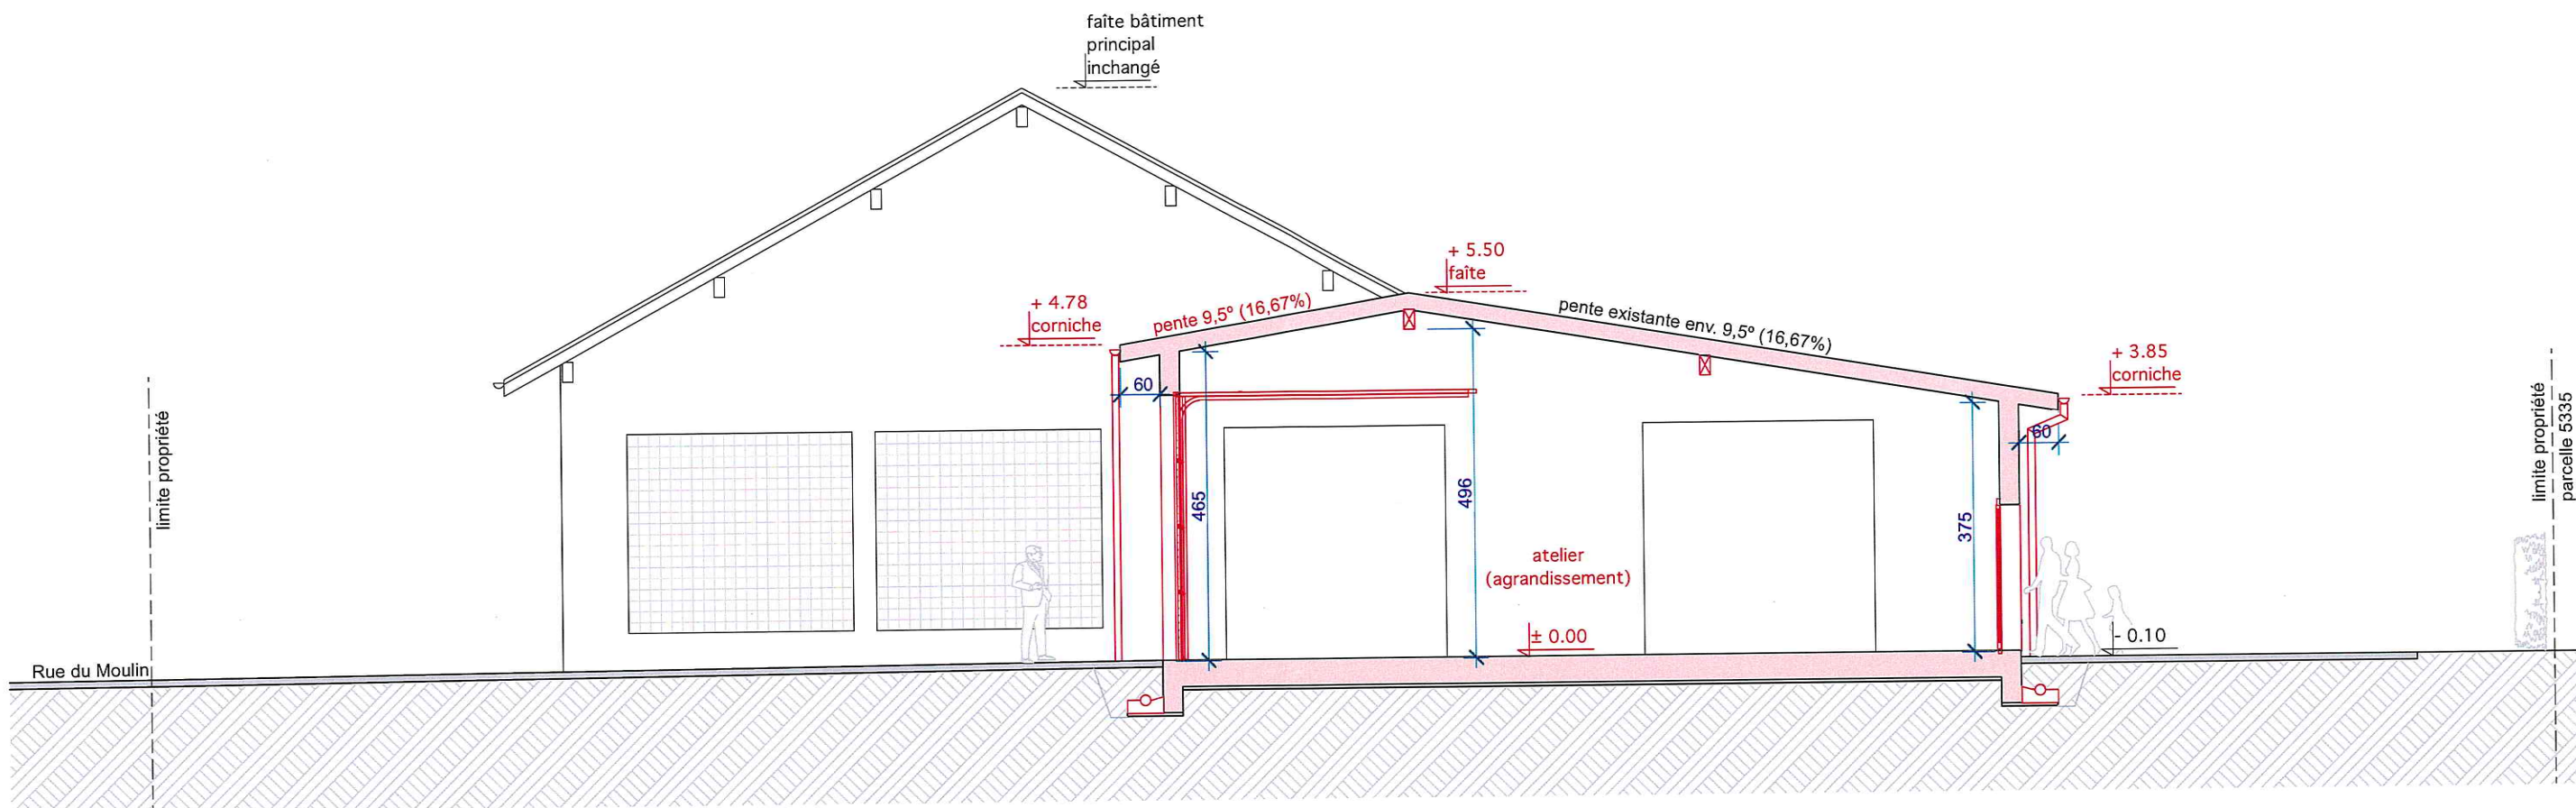 faîte bâtiment
principal
inchangé
+ 5.50
faîte
+ 4.78
corniche
pente 9,5° (16,67%)
pente existante env. 9,5° (16,67%)
+ 3.85
corniche
60
60
limite propriété
465
496
375
limite propriété
parcelle 5335
atelier
(agrandissement)
± 0.00
- 0.10
Rue du Moulin